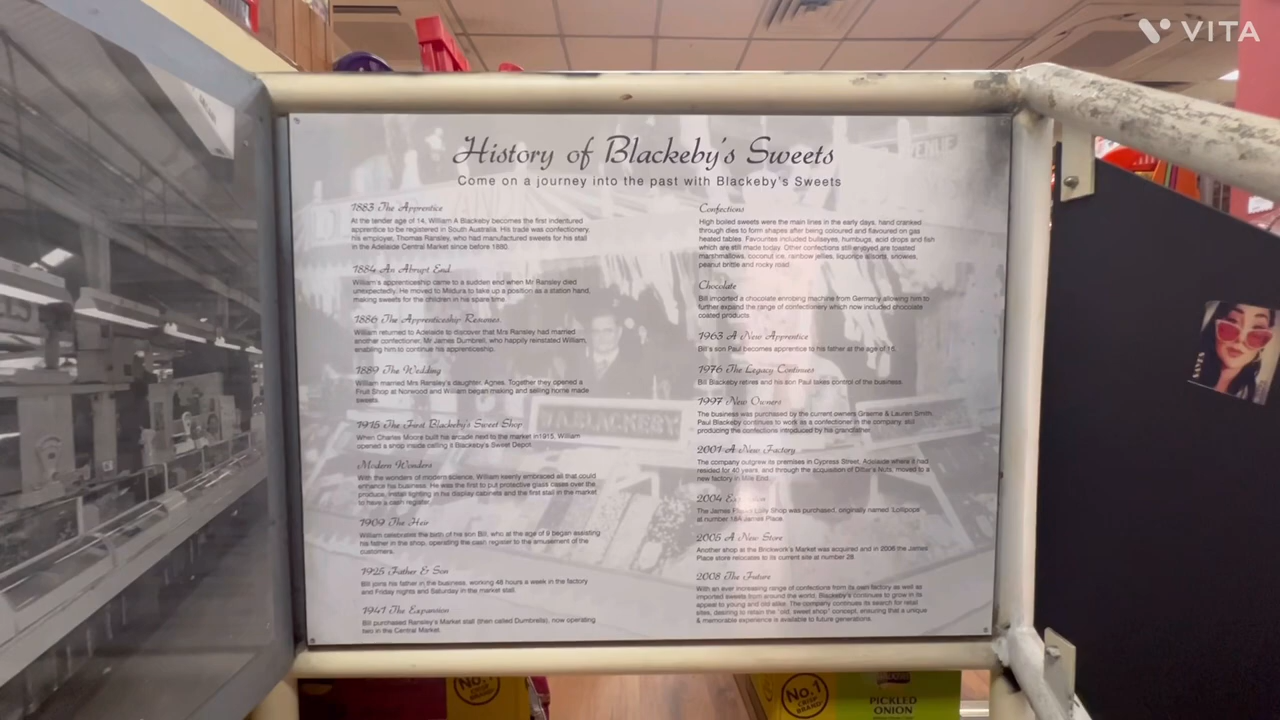 VITA
History of Blackeby's Sweets
Come on a journey into the past with Blackeby's Sweets
1883 The Apprentice
At the tender age of 14, William A Blackeby becomes the first indentured
apprentice to be registered in South Australia. His trade was confectionery,
his employer, Thomas Ransley, who had manufactured sweets for his stall
in the Adelaide Central Market since before 1880.
1884 An Abrupt End
William's apprenticeship came to a sudden end when Mr Ransley died
unexpectedly. He moved to Mildura to take up a position as a station hand,
making sweets for the children in his spare time.
1886 The Apprenticeship Resumes
William returned to Adelaide to discover that Mrs Ransley had married
another confectioner, Mr James Dumbrell, who happily reinstated William,
enabling him to continue his apprenticeship.
1889 The Wedding
William married Mrs Ransley's daughter, Agnes. Together they opened a
Fruit Shop at Norwood and William began making and selling home made
sweets.
1915 The First Blackeby's Sweet Shop
When Charles Moore built his arcade next to the market in1915, William
opened a shop inside calling it Blackeby's Sweet Depot.
Modern Wonders
With the wonders of modern science, William keenly embraced all that could
enhance his business. He was the first to put protective glass cases over the
produce, install lighting in his display cabinets and the first stall in the market
to have a cash register.
1909 The Heir
William celebrates the birth of his son Bill, who at the age of 9 began assisting
his father in the shop, operating the cash register to the amusement of the
customers.
1925 Father & Son
Bill joins his father in the business, working 48 hours a week in the factory
and Friday nights and Saturday in the market stall.
1941 The Expansion
Bill purchased Ransley's Market stall (then called Dumbrells), now operating
two in the Central Market.
Confections
High boiled sweets were the main lines in the early days, hand cranked
through dies to form shapes after being coloured and flavoured on gas
heated tables. Favourites included bullseyes, humbugs, acid drops and fish
which are still made today. Other confections still enjoyed are toasted
marshmallows, coconut ice, rainbow jellies, liquorice allsorts, snowies,
peanut brittle and rocky road.
Chocolate
Bill imported a chocolate enrobing machine from Germany allowing him to
further expand the range of confectionery which now included chocolate
coated products.
1963 A New Apprentice
Bill's son Paul becomes apprentice to his father at the age of 16.
1976 The Legacy Continues
Bill Blackeby retires and his son Paul takes control of the business.
1997 New Owners
The business was purchased by the current owners Graeme & Lauren Smith.
Paul Blackeby continues to work as a confectioner in the company still
producing the confections introduced by his grandfather.
2001 A New Factory
The company outgrew its premises in Cypress Street, Adelaide where it had
resided for 40 years, and through the acquisition of Ditter's Nuts, moved to a
new factory in Mile End.
2004 Expansion
The James Place Lolly Shop was purchased, originally named 'Lollipops'
at number 18A James Place.
2005 A New Store
Another shop at the Brickwork's Market was acquired and in 2006 the James
Place store relocates to its current site at number 28.
2008 The Future
With an ever increasing range of confections from its own factory as well as
imported sweets from around the world, Blackeby's continues to grow in its
appeal to young and old alike. The company continues its search for retail
sites, desiring to retain the "old, sweet shop" concept, ensuring that a unique
& memorable experience is available to future generations.
W.A.BLACKEBY
No.1
CRISP
BRAND
No.1
CRISP
BRAND
PICKLED
ONION